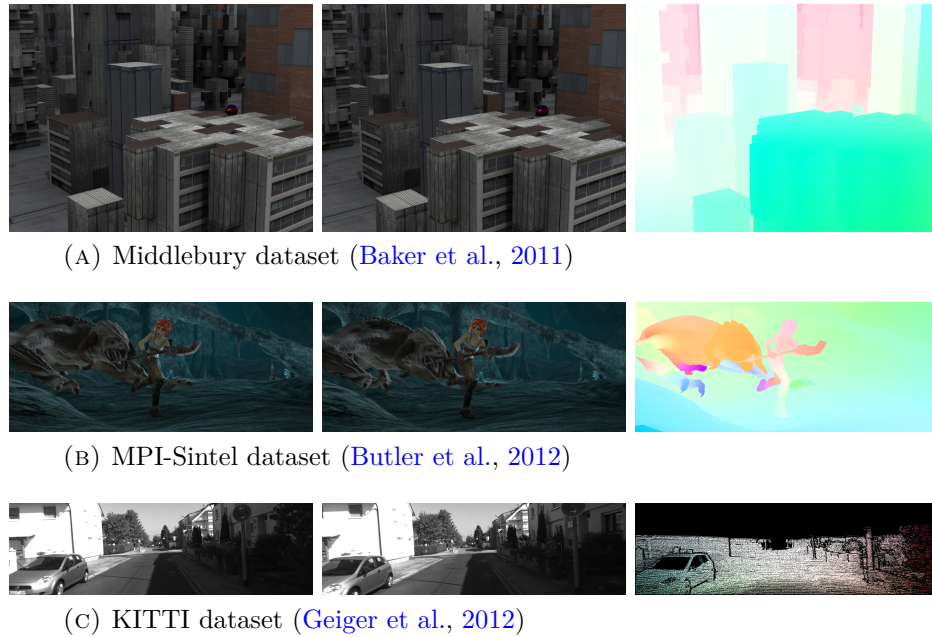 (A) Middlebury dataset (Baker et al., 2011)
(B) MPI-Sintel dataset (Butler et al., 2012)
(C) KITTI dataset (Geiger et al., 2012)